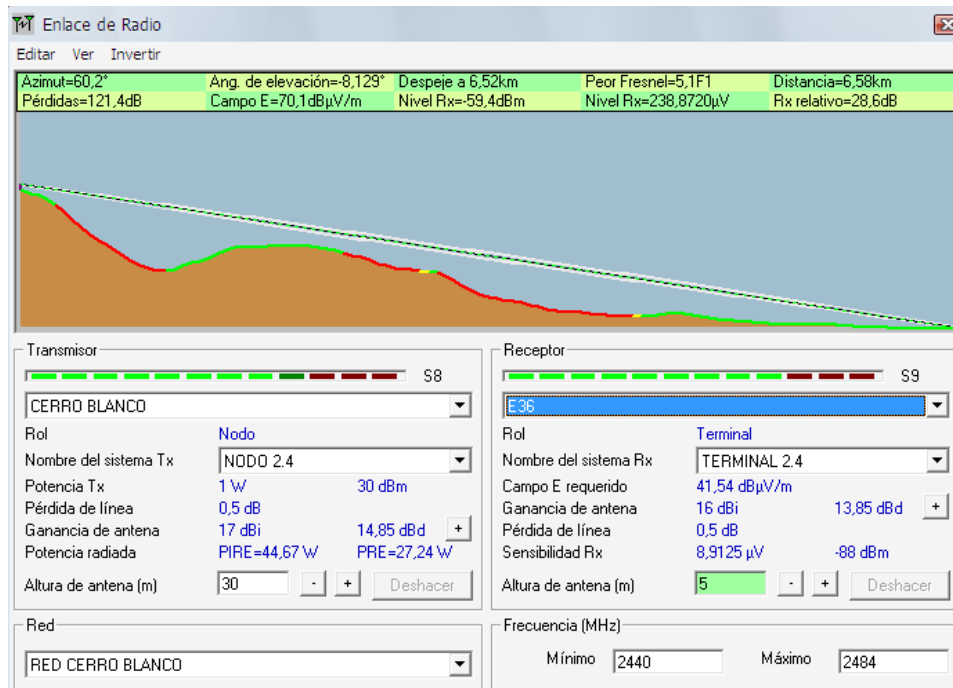 Enlace de Radio
Editar Ver Invertir
Azimut=60,2° Ang. de elevación=-8,129° Despeje a 6,52km Peor Fresnel=5,1F1 Distancia=6,58km
Pérdidas=121,4dB Campo E=70,1dBµV/m Nivel Rx=-59,4dBm Nivel Rx=238,8720µV Rx relativo=28,6dB
Transmisor
S8
CERRO BLANCO
Rol Nodo
Nombre del sistema Tx NODO 2.4
Potencia Tx 1 W 30 dBm
Pérdida de línea 0,5 dB
Ganancia de antena 17 dBi 14,85 dBd +
Potencia radiada PIRE=44,67 W PRE=27,24 W
Altura de antena (m) 30 - + Deshacer
Red
RED CERRO BLANCO
Receptor
S9
E36
Rol Terminal
Nombre del sistema Rx TERMINAL 2.4
Campo E requerido 41,54 dBµV/m
Ganancia de antena 16 dBi 13,85 dBd +
Pérdida de línea 0,5 dB
Sensibilidad Rx 8,9125 µV -88 dBm
Altura de antena (m) 5 - + Deshacer
Frecuencia (MHz)
Mínimo 2440 Máximo 2484